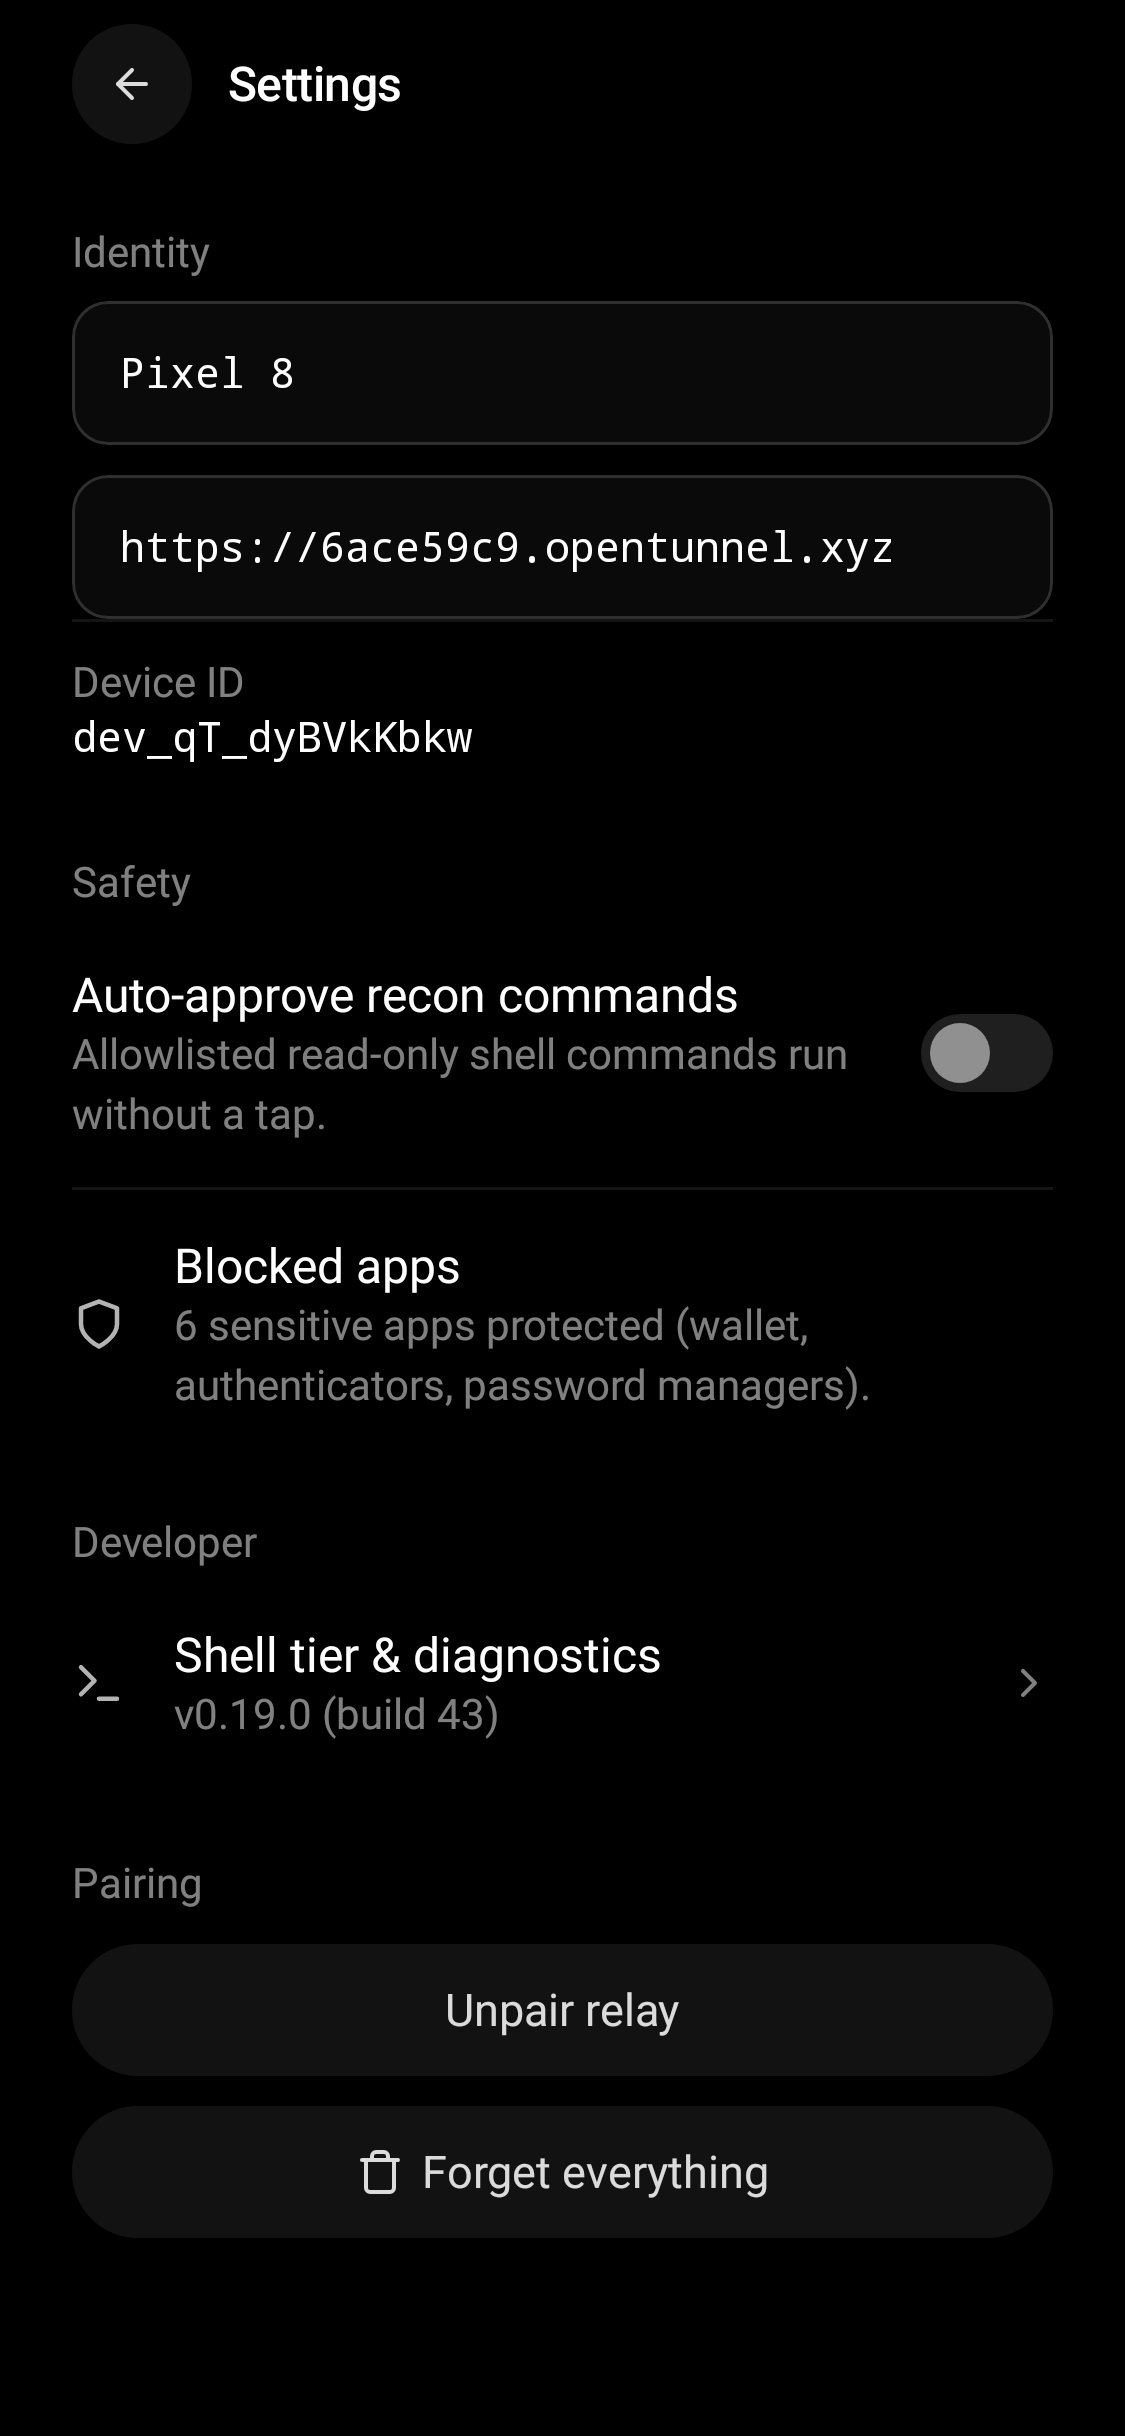 Settings
Identity
Pixel 8
https://6ace59c9.opentunnel.xyz
Device ID
dev_qT_dyBVkKbkw
Safety
Auto-approve recon commands
Allowlisted read-only shell commands run
without a tap.
Blocked apps
6 sensitive apps protected (wallet,
authenticators, password managers).
Developer
Shell tier & diagnostics
v0.19.0 (build 43)
Pairing
Unpair relay
Forget everything